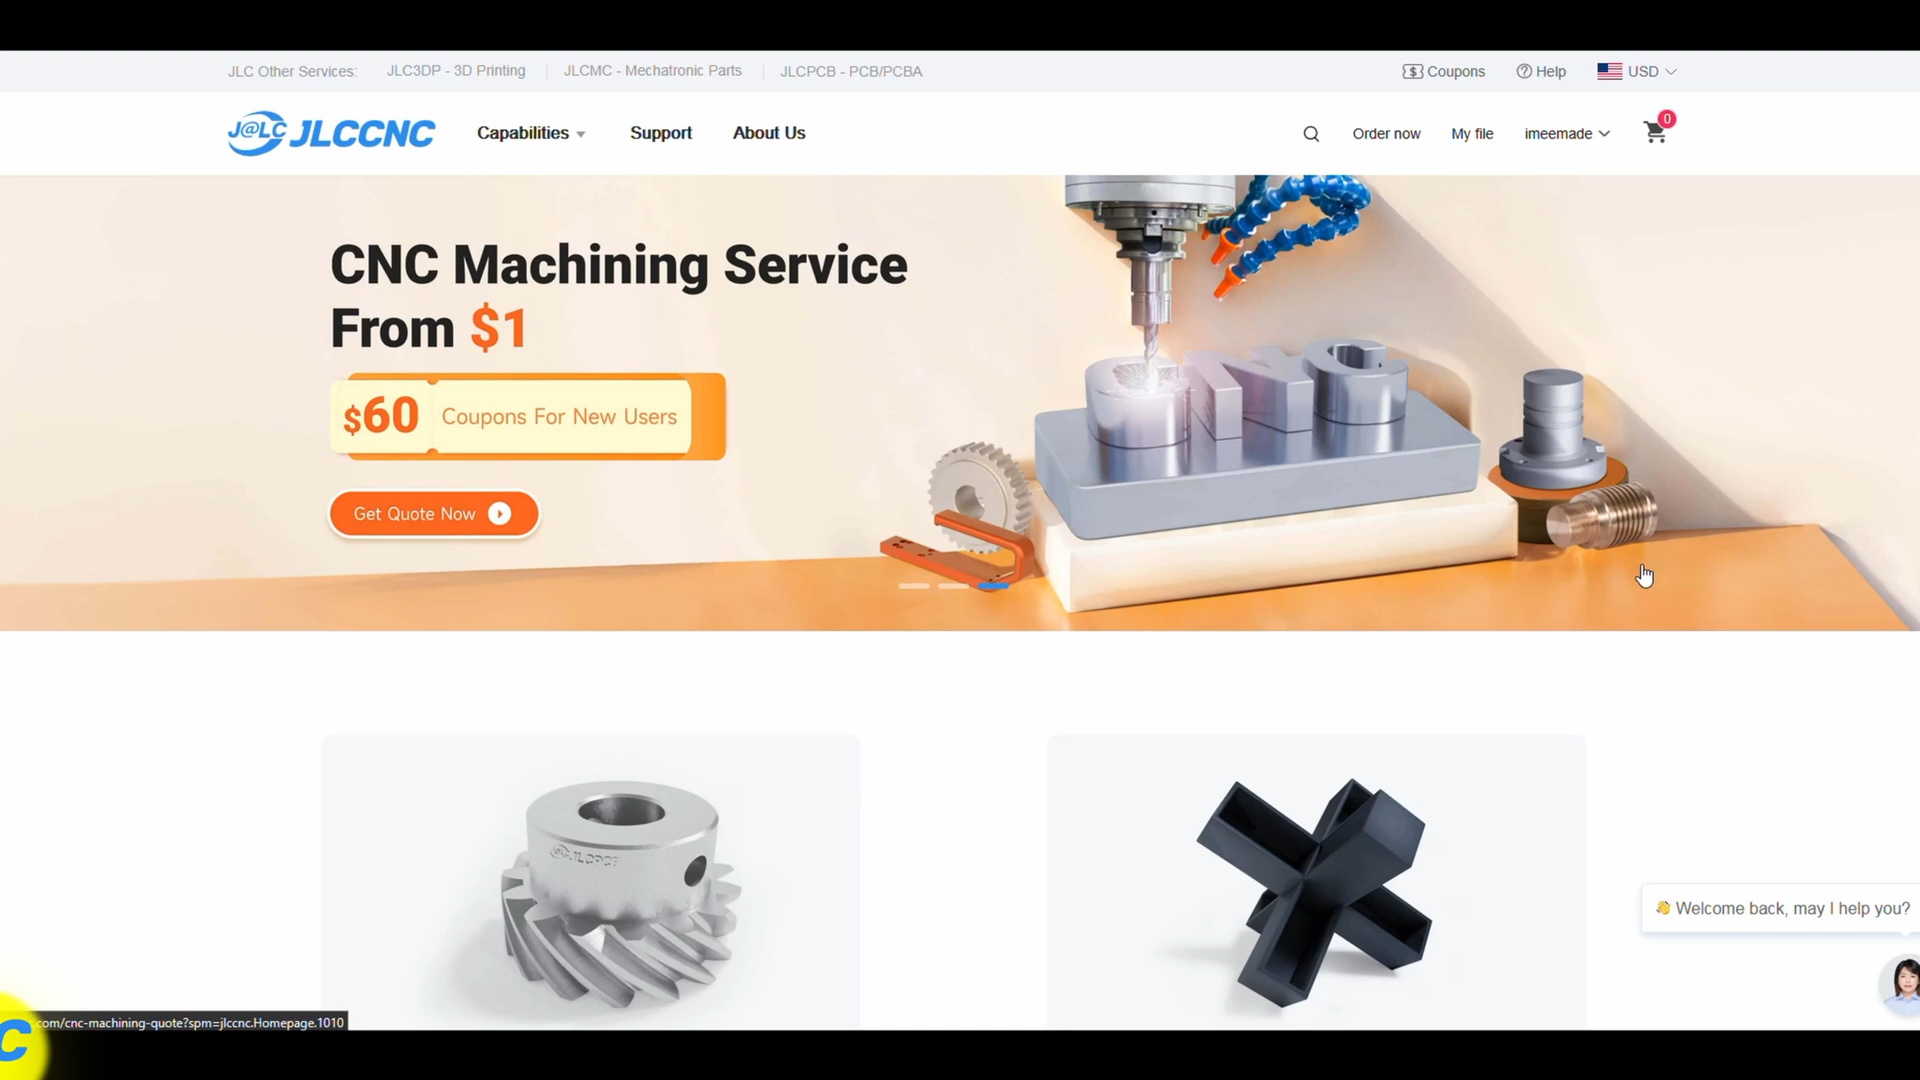 JLC Other Services: JLC3DP - 3D Printing JLCMC - Mechatronic Parts JLCPCB - PCB/PCBA Coupons Help USD
J@LC JLCCNC Capabilities Support About Us Order now My file imeemade 0
CNC Machining Service
From $1
$60 Coupons For New Users
Get Quote Now
CNC
JLCPCB
Welcome back, may I help you?
com/cnc-machining-quote?spm=jlccnc.Homepage.1010
C